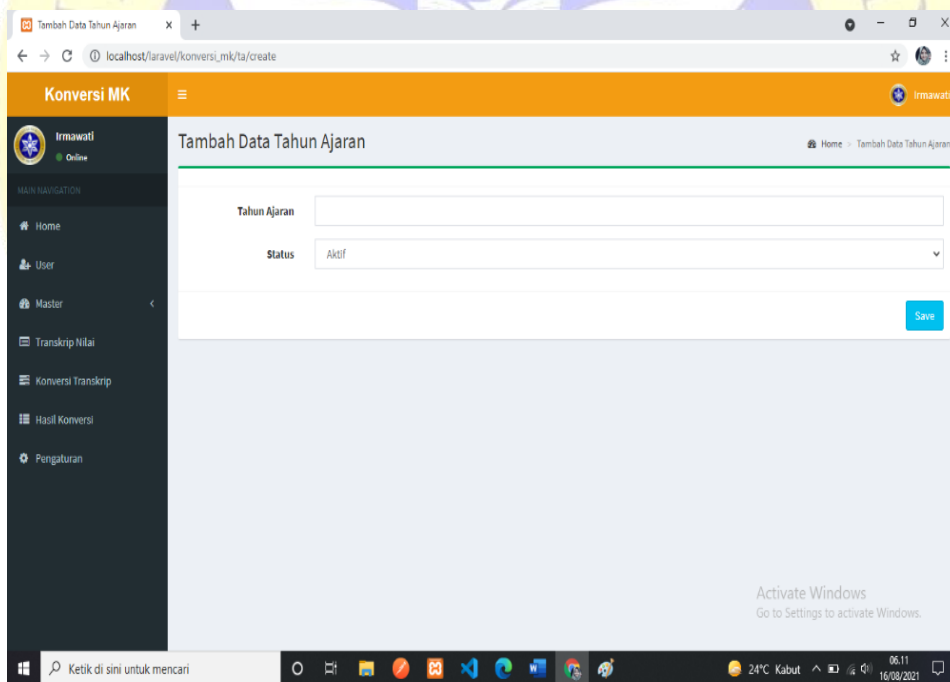 Tambah Data Tahun Ajaran
localhost/laravel/konversi_mk/ta/create
Konversi MK
Irmawati
Irmawati
Online
Tambah Data Tahun Ajaran
Home > Tambah Data Tahun Ajaran
MAIN NAVIGATION
Home
User
Master
Transkrip Nilai
Konversi Transkrip
Hasil Konversi
Pengaturan
Tahun Ajaran
Status
Aktif
Save
Activate Windows
Go to Settings to activate Windows.
Ketik di sini untuk mencari
24°C Kabut
06.11
16/08/2021